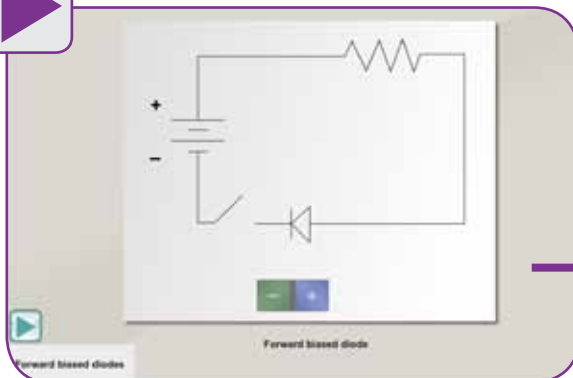 +
−
− +
Forward biased diode
Forward biased diodes